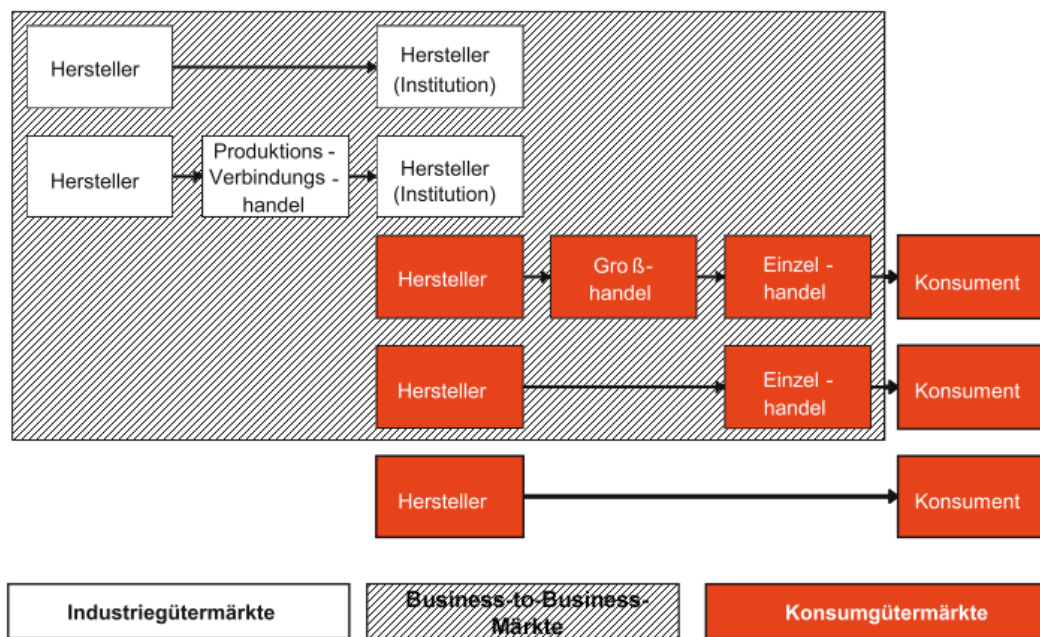 Hersteller
Hersteller
(Institution)
Hersteller
Produktions -
Verbindungs -
handel
Hersteller
(Institution)
Hersteller
Gro ß-
handel
Einzel -
handel
Konsument
Hersteller
Einzel -
handel
Konsument
Hersteller
Konsument
Industriegütermärkte
Business-to-Business-
Märkte
Konsumgütermärkte